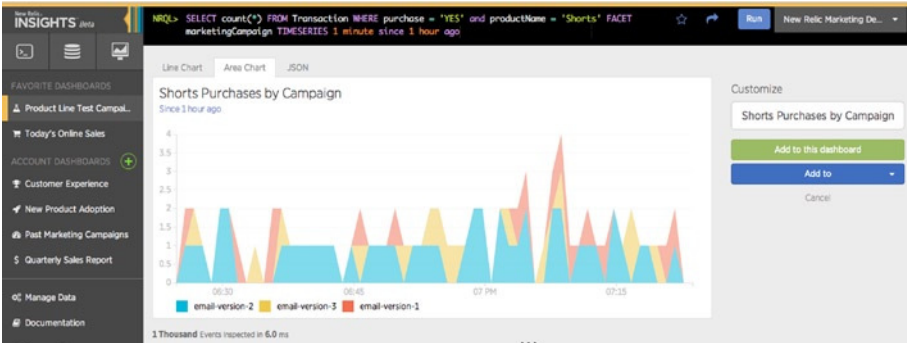 New Relic.
INSIGHTS Beta
NRQL> SELECT count(*) FROM Transaction WHERE purchase = 'YES' and productName = 'Shorts' FACET
marketingCampaign TIMESERIES 1 minute since 1 hour ago
Run
New Relic Marketing De...
FAVORITE DASHBOARDS
Product Line Test Campai...
Today's Online Sales
ACCOUNT DASHBOARDS
Customer Experience
New Product Adoption
Past Marketing Campaigns
Quarterly Sales Report
Manage Data
Documentation
Line Chart Area Chart JSON
Shorts Purchases by Campaign
Since 1 hour ago
4
3.5
3
2.5
2
1.5
1
0.5
0
06:30 06:45 07 PM 07:15
email-version-2 email-version-3 email-version-1
1 Thousand Events inspected in 6.0 ms
Customize
Shorts Purchases by Campaign
Add to this dashboard
Add to
Cancel